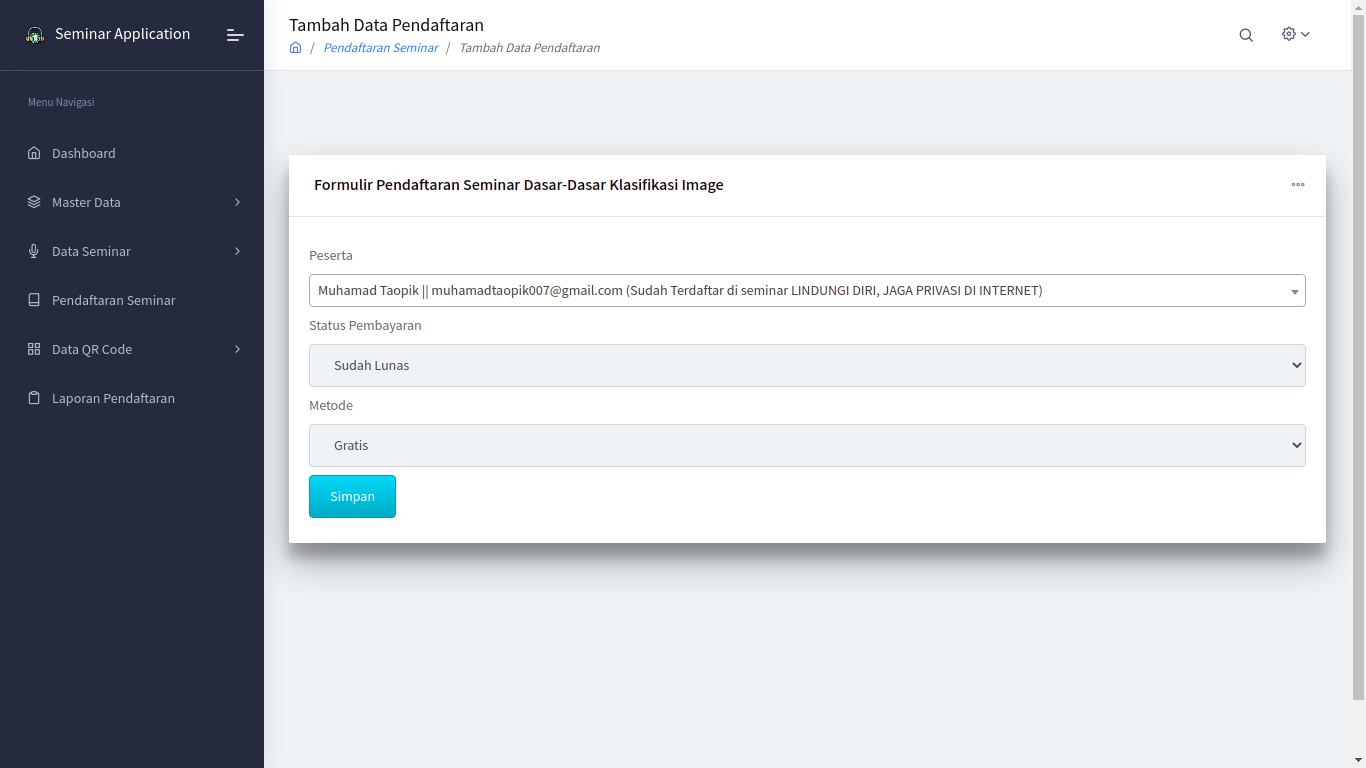 Seminar Application
Menu Navigasi
Dashboard
Master Data
Data Seminar
Pendaftaran Seminar
Data QR Code
Laporan Pendaftaran
Tambah Data Pendaftaran
/ Pendaftaran Seminar / Tambah Data Pendaftaran
Formulir Pendaftaran Seminar Dasar-Dasar Klasifikasi Image
Peserta
Muhamad Taopik || muhamadtaopik007@gmail.com (Sudah Terdaftar di seminar LINDUNGI DIRI, JAGA PRIVASI DI INTERNET)
Status Pembayaran
Sudah Lunas
Metode
Gratis
Simpan